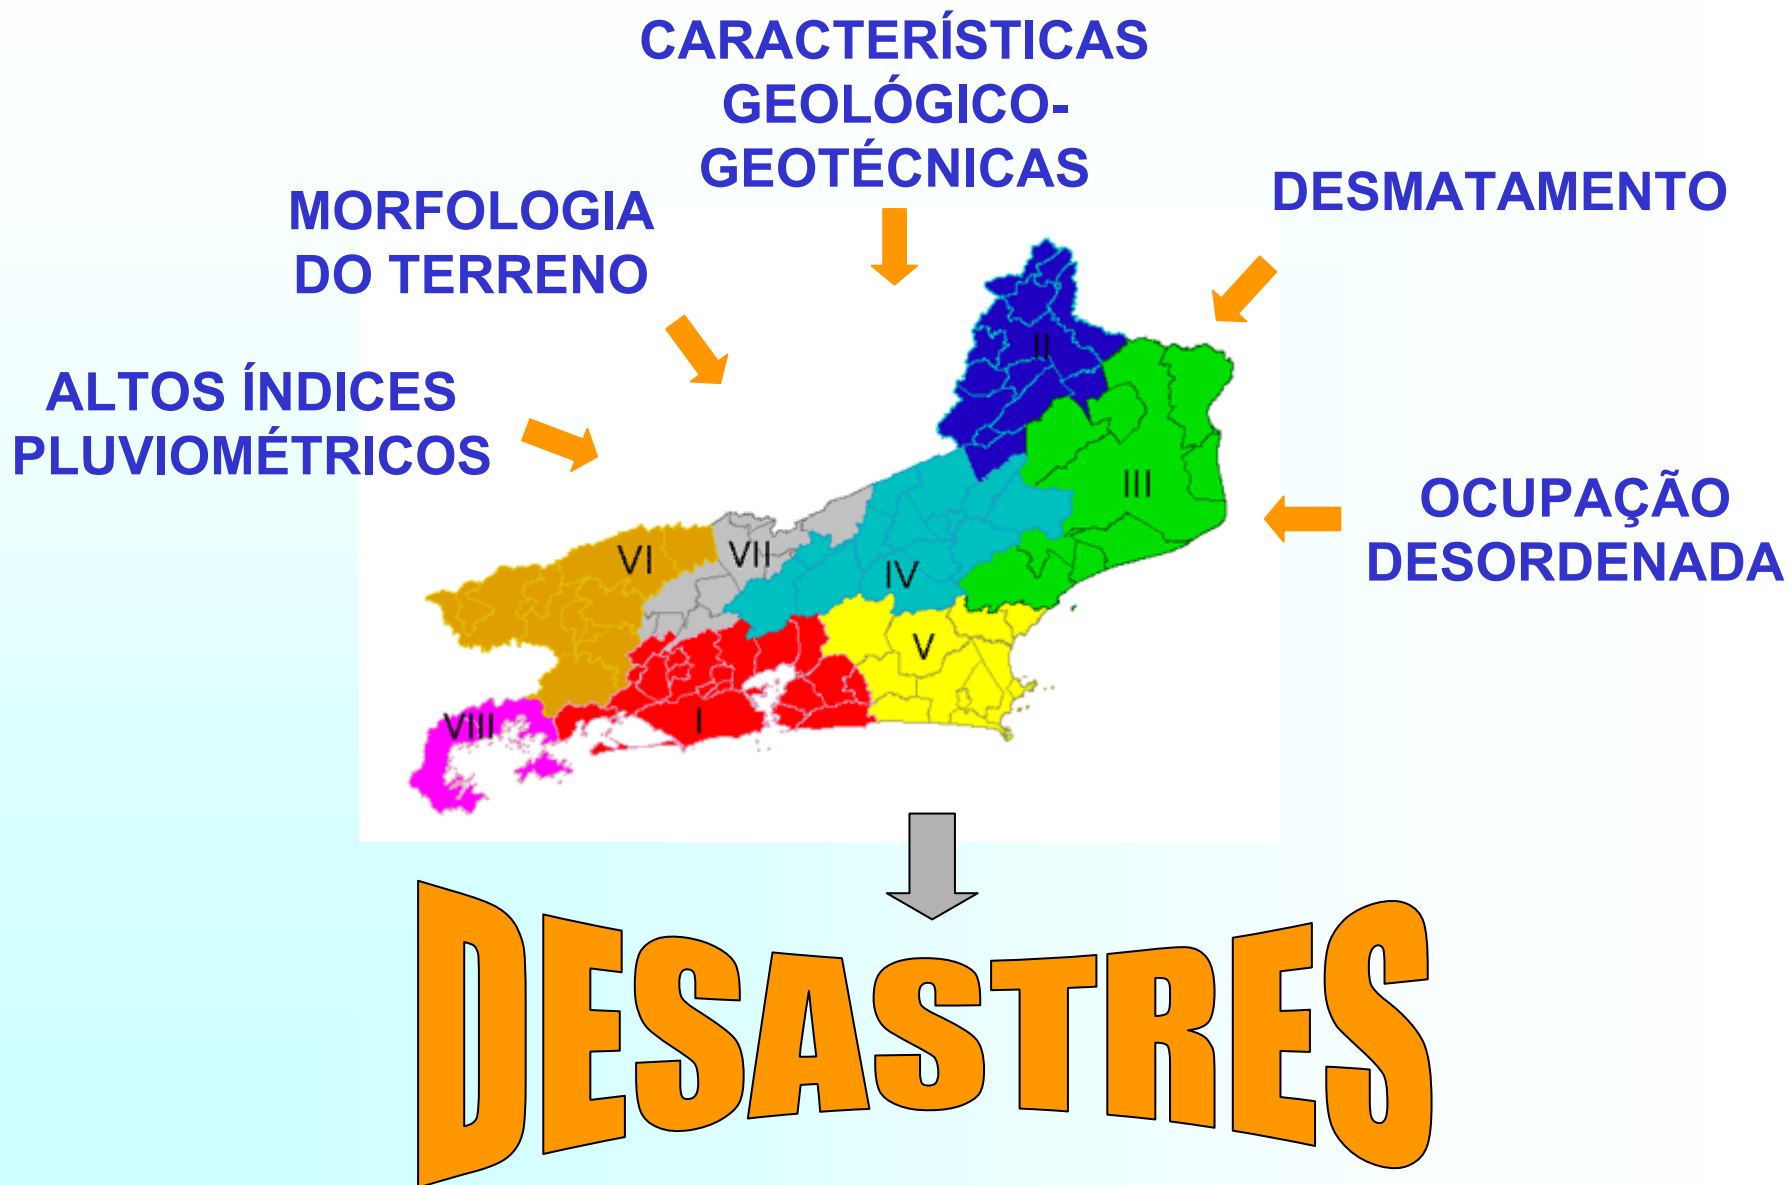 CARACTERÍSTICAS
GEOLÓGICO-
GEOTÉCNICAS
MORFOLOGIA
DO TERRENO
DESMATAMENTO
ALTOS ÍNDICES
PLUVIOMÉTRICOS
OCUPAÇÃO
DESORDENADA
II
III
VI
VII
IV
V
VIII
I
DESASTRES